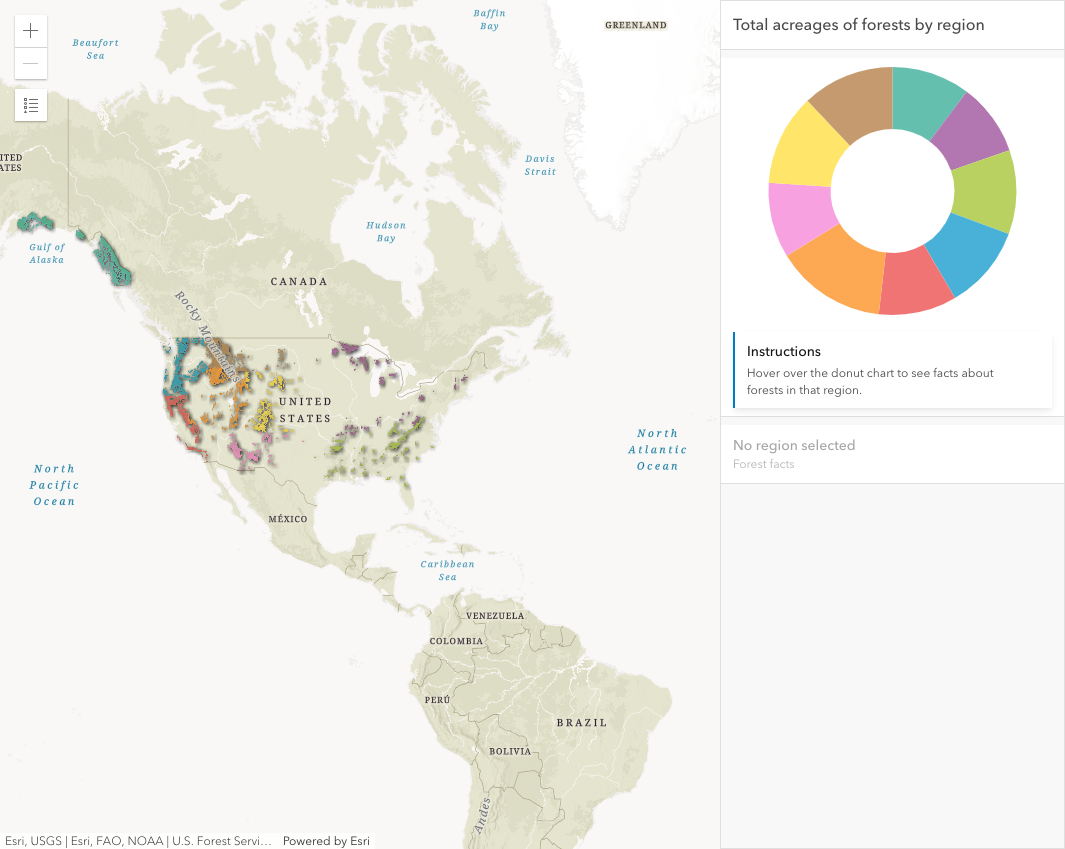 Baffin
Bay
GREENLAND
Beaufort
Sea
ITED
ATES
Davis
Strait
Hudson
Bay
Gulf of
Alaska
CANADA
Rocky Mountains
UNITED
STATES
North
Atlantic
Ocean
North
Pacific
Ocean
MÉXICO
Caribbean
Sea
VENEZUELA
COLOMBIA
PERÚ
BRAZIL
BOLIVIA
Andes
Esri, USGS | Esri, FAO, NOAA | U.S. Forest Servi...
Powered by Esri
Total acreages of forests by region
Instructions
Hover over the donut chart to see facts about
forests in that region.
No region selected
Forest facts